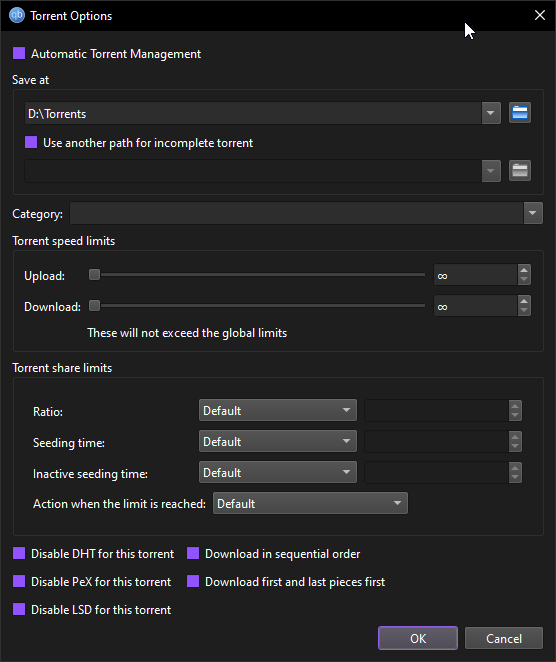 qb Torrent Options
Automatic Torrent Management
Save at
D:\Torrents
Use another path for incomplete torrent
Category:
Torrent speed limits
Upload: ∞
Download: ∞
These will not exceed the global limits
Torrent share limits
Ratio: Default
Seeding time: Default
Inactive seeding time: Default
Action when the limit is reached: Default
Disable DHT for this torrent Download in sequential order
Disable PeX for this torrent Download first and last pieces first
Disable LSD for this torrent
OK Cancel